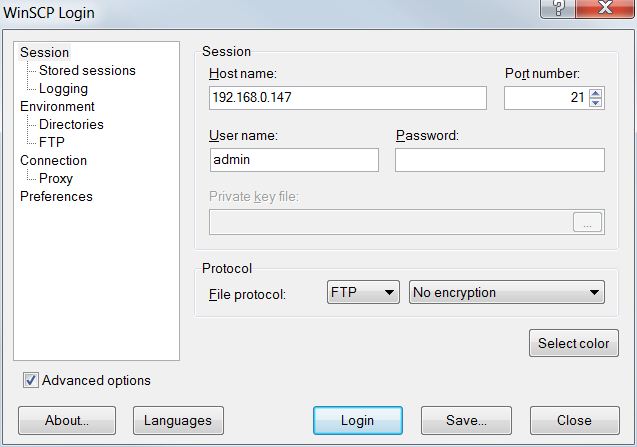 WinSCP Login
?
Session
Stored sessions
Logging
Environment
Directories
FTP
Connection
Proxy
Preferences
Session
Host name:
Port number:
192.168.0.147
21
User name:
Password:
admin
Private key file:
...
Protocol
File protocol:
FTP
No encryption
Select color
Advanced options
About...
Languages
Login
Save...
Close